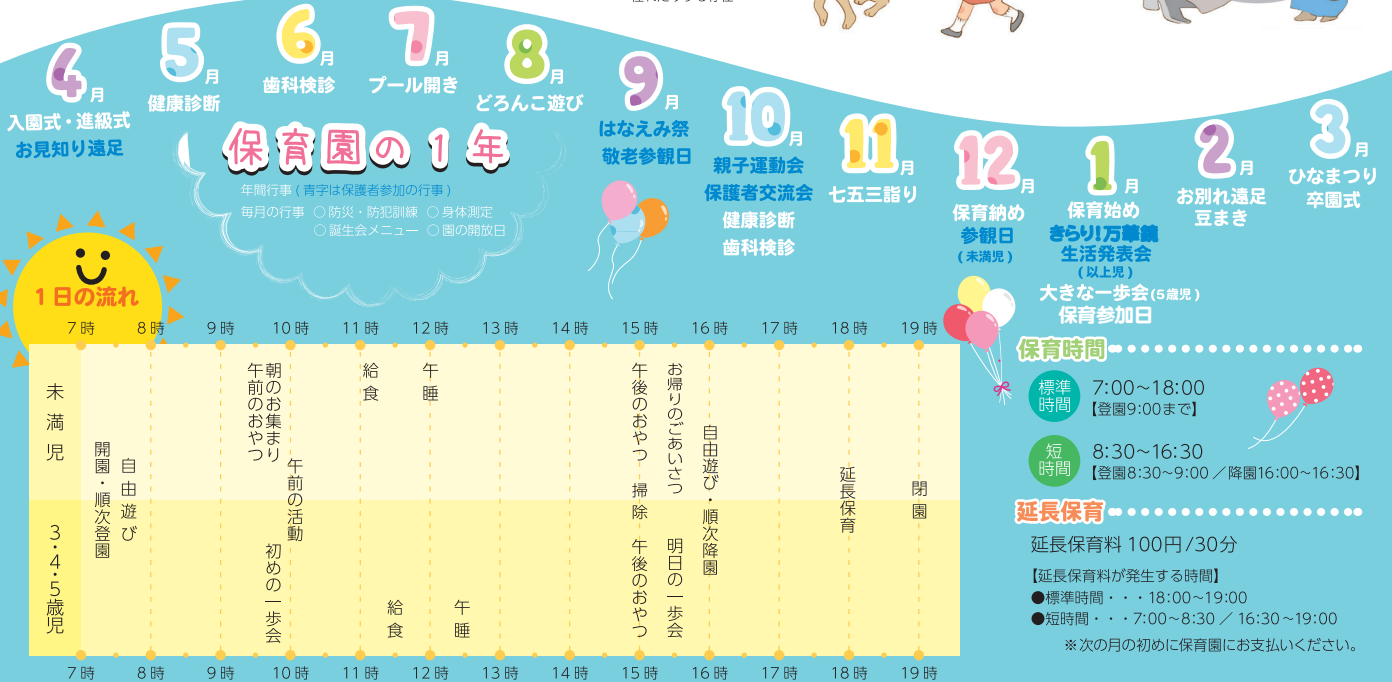 4月
入園式・進級式
お見知り遠足
5月
健康診断
6月
歯科検診
7月
プール開き
8月
どろんこ遊び
9月
はなえみ祭
敬老参観日
10月
親子運動会
保護者交流会
健康診断
歯科検診
11月
七五三詣り
12月
保育納め
参観日
(未満児)
1月
保育始め
きらり!万華鏡
生活発表会
(以上児)
大きな一歩会(5歳児)
保育参加日
2月
お別れ遠足
豆まき
3月
ひなまつり
卒園式
保育園の1年
年間行事(青字は保護者参加の行事)
毎月の行事 ○防災・防犯訓練 ○身体測定
○誕生会メニュー ○園の開放日
1日の流れ
7時 8時 9時 10時 11時 12時 13時 14時 15時 16時 17時 18時 19時
未満児
3・4・5歳児
開園・順次登園
自由遊び
朝のお集まり
午前のおやつ
午前の活動
初めの一歩会
給食
午睡
給食
午睡
午後のおやつ
掃除
午後のおやつ
お帰りのごあいさつ
明日の一歩会
自由遊び・順次降園
延長保育
閉園
7時 8時 9時 10時 11時 12時 13時 14時 15時 16時 17時 18時 19時
保育時間
標準
時間
7:00~18:00
【登園9:00まで】
短
時間
8:30~16:30
【登園8:30~9:00／降園16:00~16:30】
延長保育
延長保育料 100円/30分
【延長保育料が発生する時間】
●標準時間・・・18:00~19:00
●短時間・・・7:00~8:30 ／ 16:30~19:00
※次の月の初めに保育園にお支払いください。